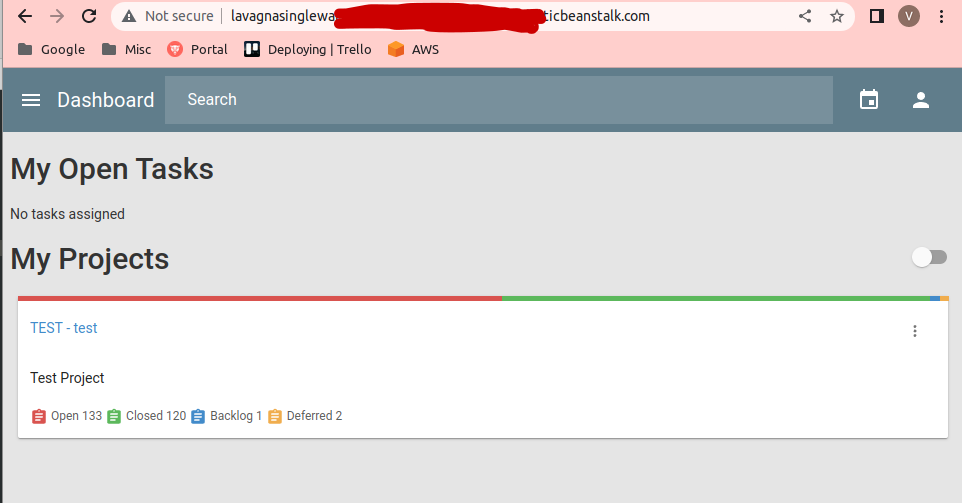 Not secure lavagnasinglewa ticbeanstalk.com V
Google Misc Portal Deploying | Trello AWS
Dashboard Search
My Open Tasks
No tasks assigned
My Projects
TEST - test
Test Project
Open 133 Closed 120 Backlog 1 Deferred 2